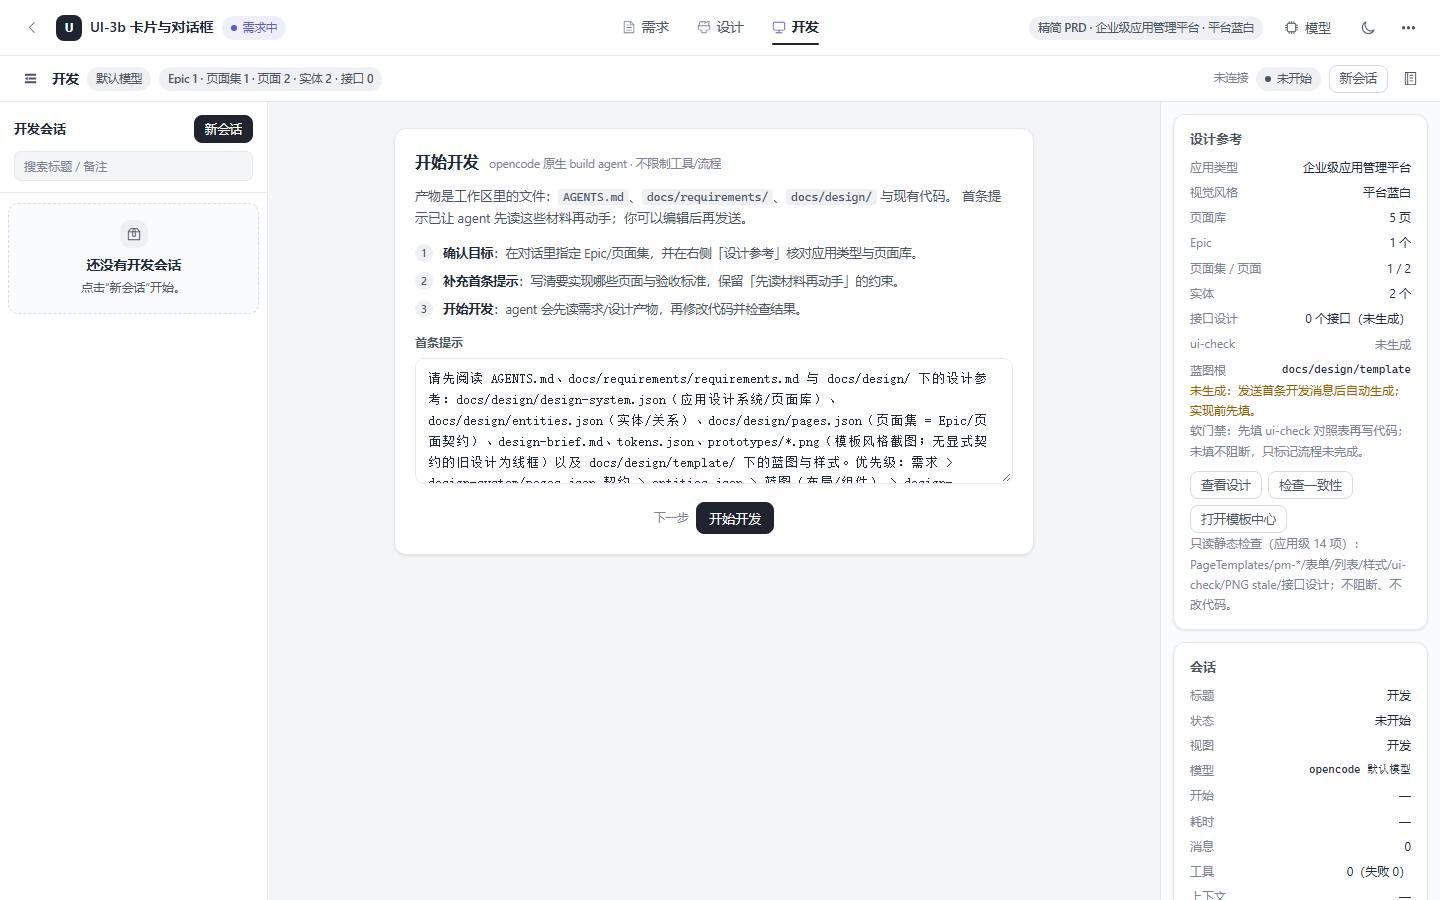 U UI-3b 卡片与对话框 需求中 需求 设计 开发 精简 PRD · 企业级应用管理平台 · 平台蓝白 模型
开发 默认模型 Epic 1 · 页面集 1 · 页面 2 · 实体 2 · 接口 0 未连接 未开始 新会话
开发会话 新会话
搜索标题 / 备注
还没有开发会话
点击“新会话”开始。
开始开发 opencode 原生 build agent · 不限制工具/流程
产物是工作区里的文件： AGENTS.md 、 docs/requirements/ 、 docs/design/ 与现有代码。 首条提
示已让 agent 先读这些材料再动手；你可以编辑后再发送。
1 确认目标：在对话里指定 Epic/页面集，并在右侧「设计参考」核对应用类型与页面库。
2 补充首条提示：写清要实现哪些页面与验收标准，保留「先读材料再动手」的约束。
3 开始开发：agent 会先读需求/设计产物，再修改代码并检查结果。
首条提示
请先阅读 AGENTS.md、docs/requirements/requirements.md 与 docs/design/ 下的设计参
考：docs/design/design-system.json（应用设计系统/页面库）、
docs/design/entities.json（实体/关系）、docs/design/pages.json（页面集 = Epic/页
面契约）、design-brief.md、tokens.json、prototypes/*.png（模板风格截图；无显式契
约的旧设计为线框）以及 docs/design/template/ 下的蓝图与样式。优先级：需求 >
design-system/pages.json 契约 > entities.json > 蓝图（布局/组件） > design-
下一步 开始开发
设计参考
应用类型 企业级应用管理平台
视觉风格 平台蓝白
页面库 5 页
Epic 1 个
页面集 / 页面 1 / 2
实体 2 个
接口设计 0 个接口（未生成）
ui-check 未生成
蓝图根 docs/design/template
未生成：发送首条开发消息后自动生成；
实现前先填。
软门禁：先填 ui-check 对照表再写代码；
未填不阻断，只标记流程未完成。
查看设计 检查一致性
打开模板中心
只读静态检查（应用级 14 项）：
PageTemplates/pm-*/表单/列表/样式/ui-
check/PNG stale/接口设计；不阻断、不
改代码。
会话
标题 开发
状态 未开始
视图 开发
模型 opencode 默认模型
开始 —
耗时 —
消息 0
工具 0（失败 0）
上下文 —